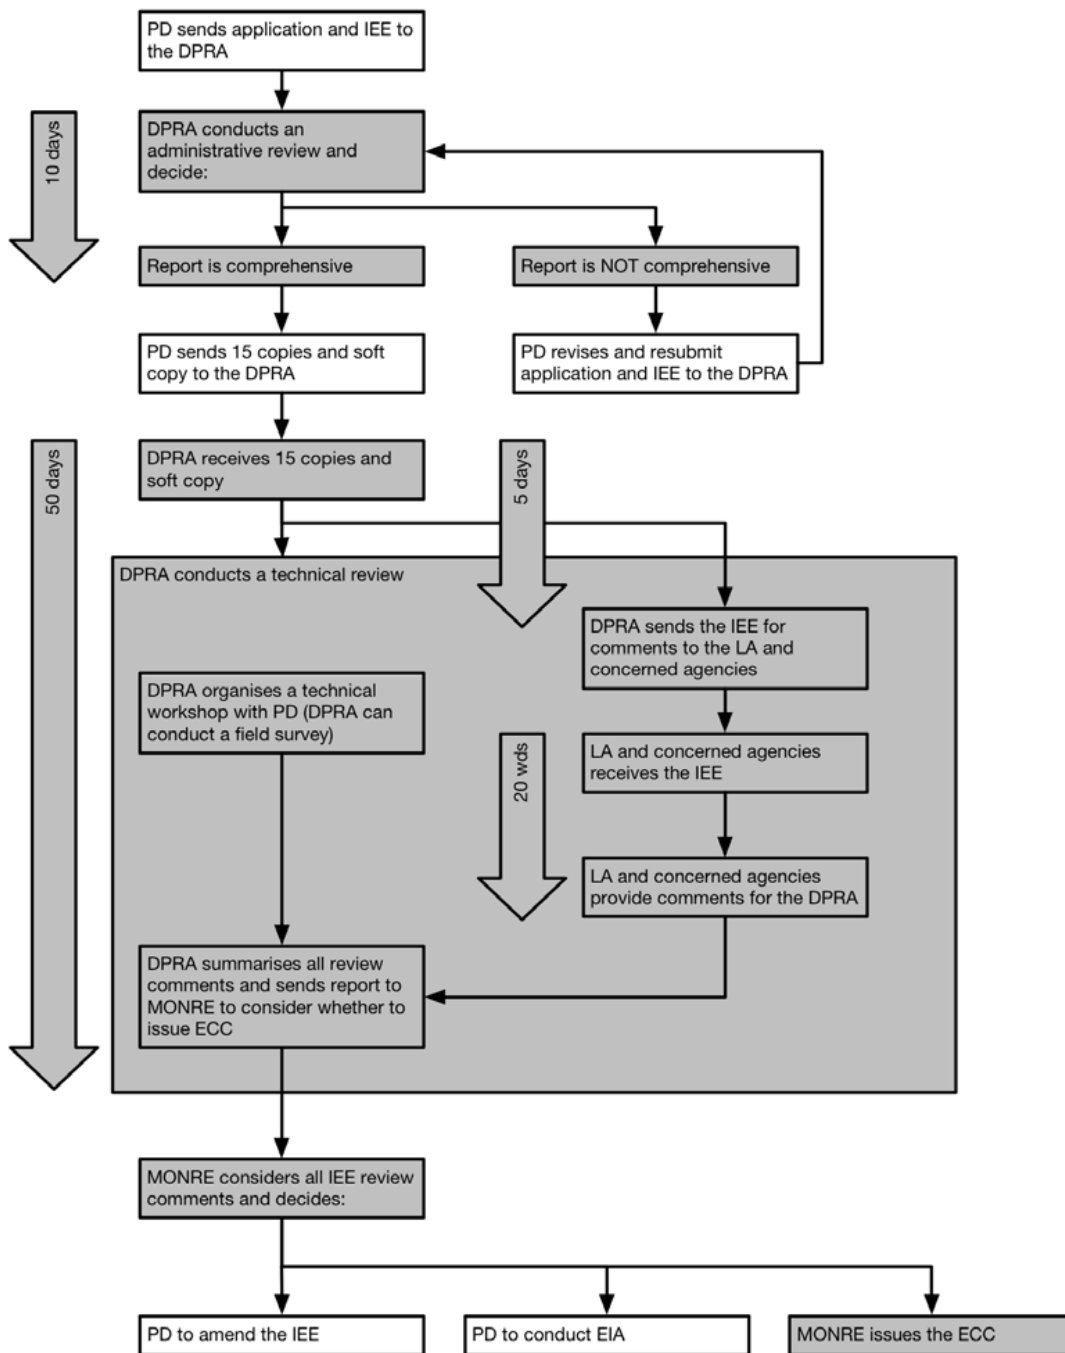 PD sends application and IEE to
the DPRA
10 days
DPRA conducts an
administrative review and
decide:
Report is comprehensive
Report is NOT comprehensive
PD sends 15 copies and soft
copy to the DPRA
PD revises and resubmit
application and IEE to the DPRA
50 days
DPRA receives 15 copies and
soft copy
5 days
DPRA conducts a technical review
DPRA sends the IEE for
comments to the LA and
concerned agencies
DPRA organises a technical
workshop with PD (DPRA can
conduct a field survey)
20 wds
LA and concerned agencies
receives the IEE
LA and concerned agencies
provide comments for the DPRA
DPRA summarises all review
comments and sends report to
MONRE to consider whether to
issue ECC
MONRE considers all IEE review
comments and decides:
PD to amend the IEE
PD to conduct EIA
MONRE issues the ECC